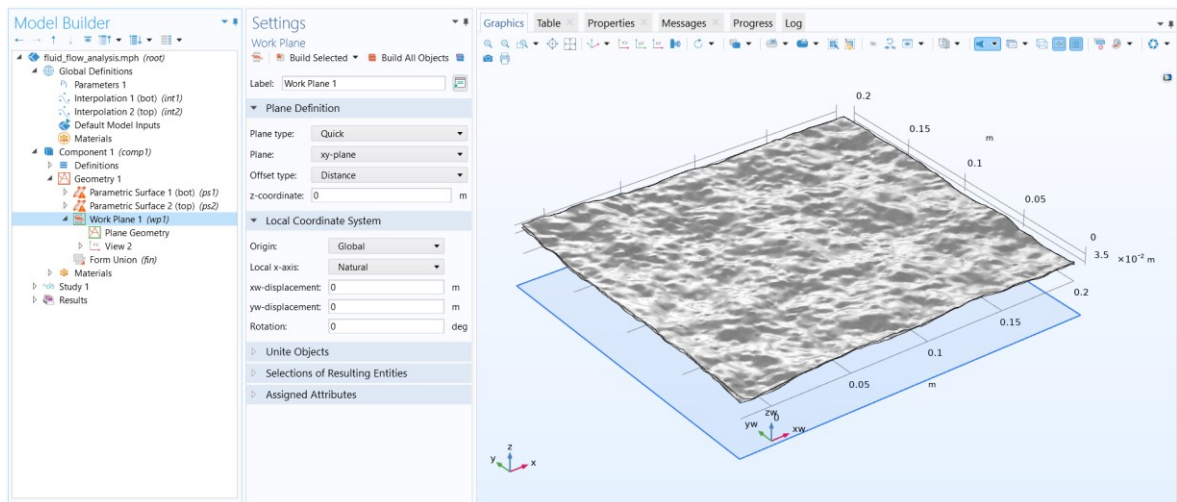 Model Builder
fluid_flow_analysis.mph (root)
Global Definitions
Parameters 1
Interpolation 1 (bot) (int1)
Interpolation 2 (top) (int2)
Default Model Inputs
Materials
Component 1 (comp1)
Definitions
Geometry 1
Parametric Surface 1 (bot) (ps1)
Parametric Surface 2 (top) (ps2)
Work Plane 1 (wp1)
Plane Geometry
View 2
Form Union (fin)
Materials
Study 1
Results
Settings
Work Plane
Build Selected
Build All Objects
Label: Work Plane 1
Plane Definition
Plane type: Quick
Plane: xy-plane
Offset type: Distance
z-coordinate: 0 m
Local Coordinate System
Origin: Global
Local x-axis: Natural
xw-displacement: 0 m
yw-displacement: 0 m
Rotation: 0 deg
Unite Objects
Selections of Resulting Entities
Assigned Attributes
Graphics Table Properties Messages Progress Log
0.2
0.15
m
0.1
0.05
0
3.5 ×10⁻² m
0.2
0.15
0.1
m
0.05
0
zw
yw xw
z
y x